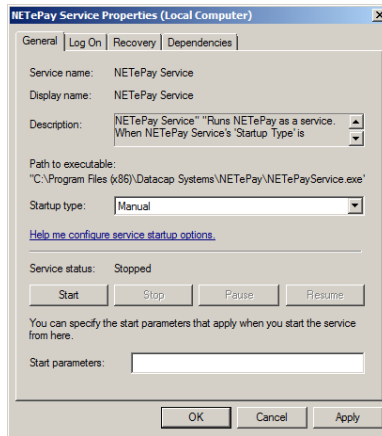 NETePay Service Properties (Local Computer)
General Log On Recovery Dependencies
Service name: NETePay Service
Display name: NETePay Service
Description: NETePay Service" "Runs NETePay as a service.
When NETePay Service's 'Startup Type' is
Path to executable:
"C:\Program Files (x86)\Datacap Systems\NETePay\NETePayService.exe"
Startup type: Manual
Help me configure service startup options.
Service status: Stopped
Start Stop Pause Resume
You can specify the start parameters that apply when you start the service
from here.
Start parameters:
OK Cancel Apply